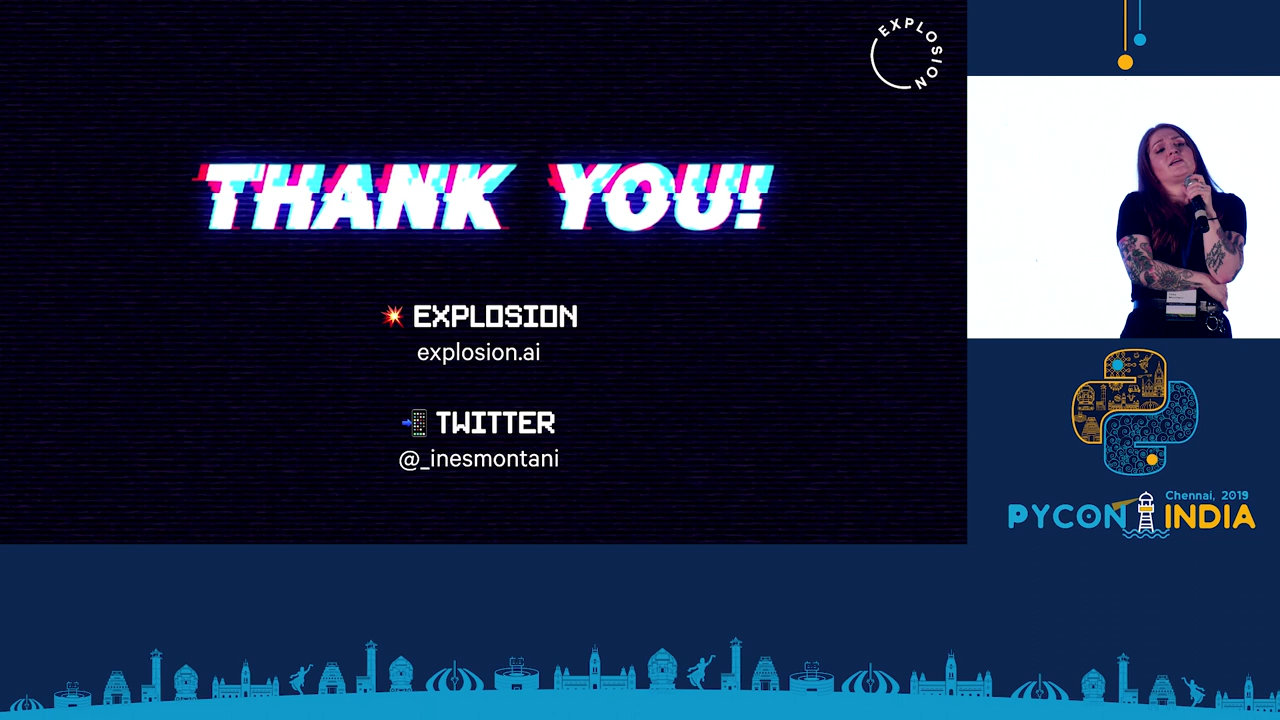 EXPLOSION
THANK YOU!
💥 EXPLOSION
explosion.ai
📲 TWITTER
@_inesmontani
Chennai, 2019
PYCON INDIA